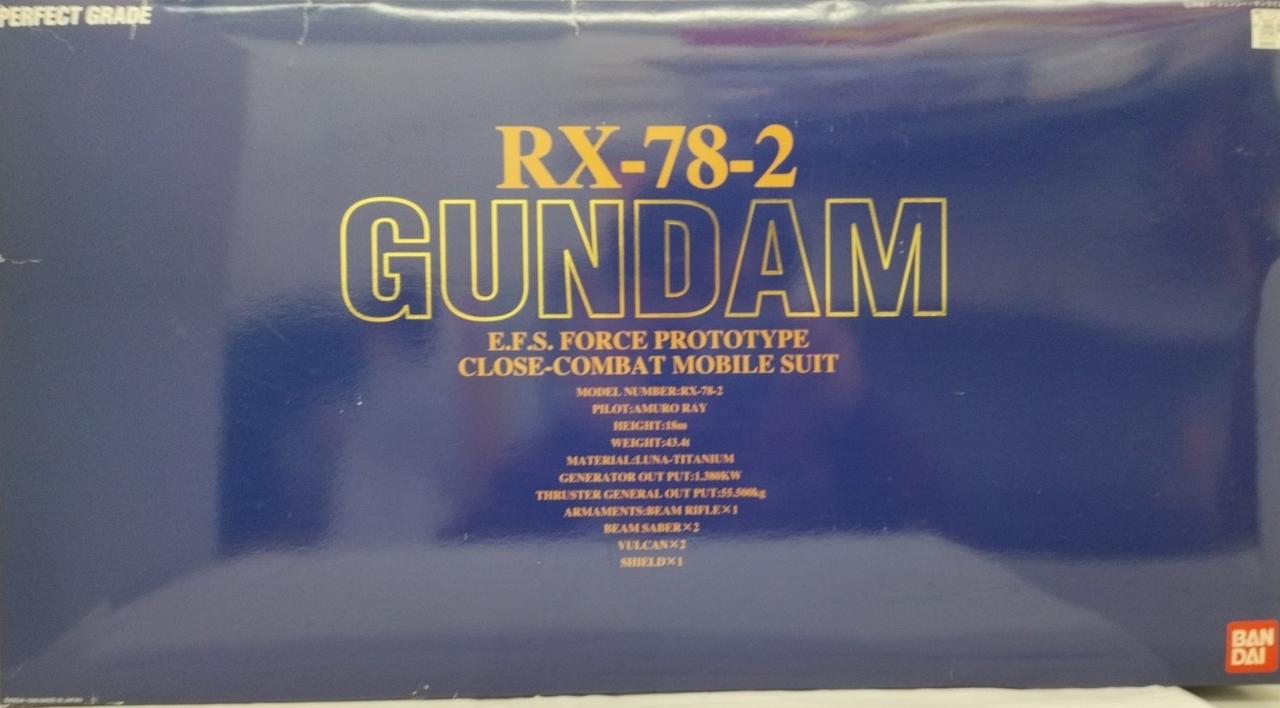 PERFECT GRADE
RX-78-2
GUNDAM
E.F.S. FORCE PROTOTYPE
CLOSE-COMBAT MOBILE SUIT
MODEL NUMBER:RX-78-2
PILOT:AMURO RAY
HEIGHT:18m
WEIGHT:43.4t
MATERIAL:LUNA-TITANIUM
GENERATOR OUT PUT:1.380KW
THRUSTER GENERAL OUT PUT:55.500kg
ARMAMENTS:BEAM RIFLE×1
BEAM SABER×2
VULCAN×2
SHIELD×1
BAN
DAI